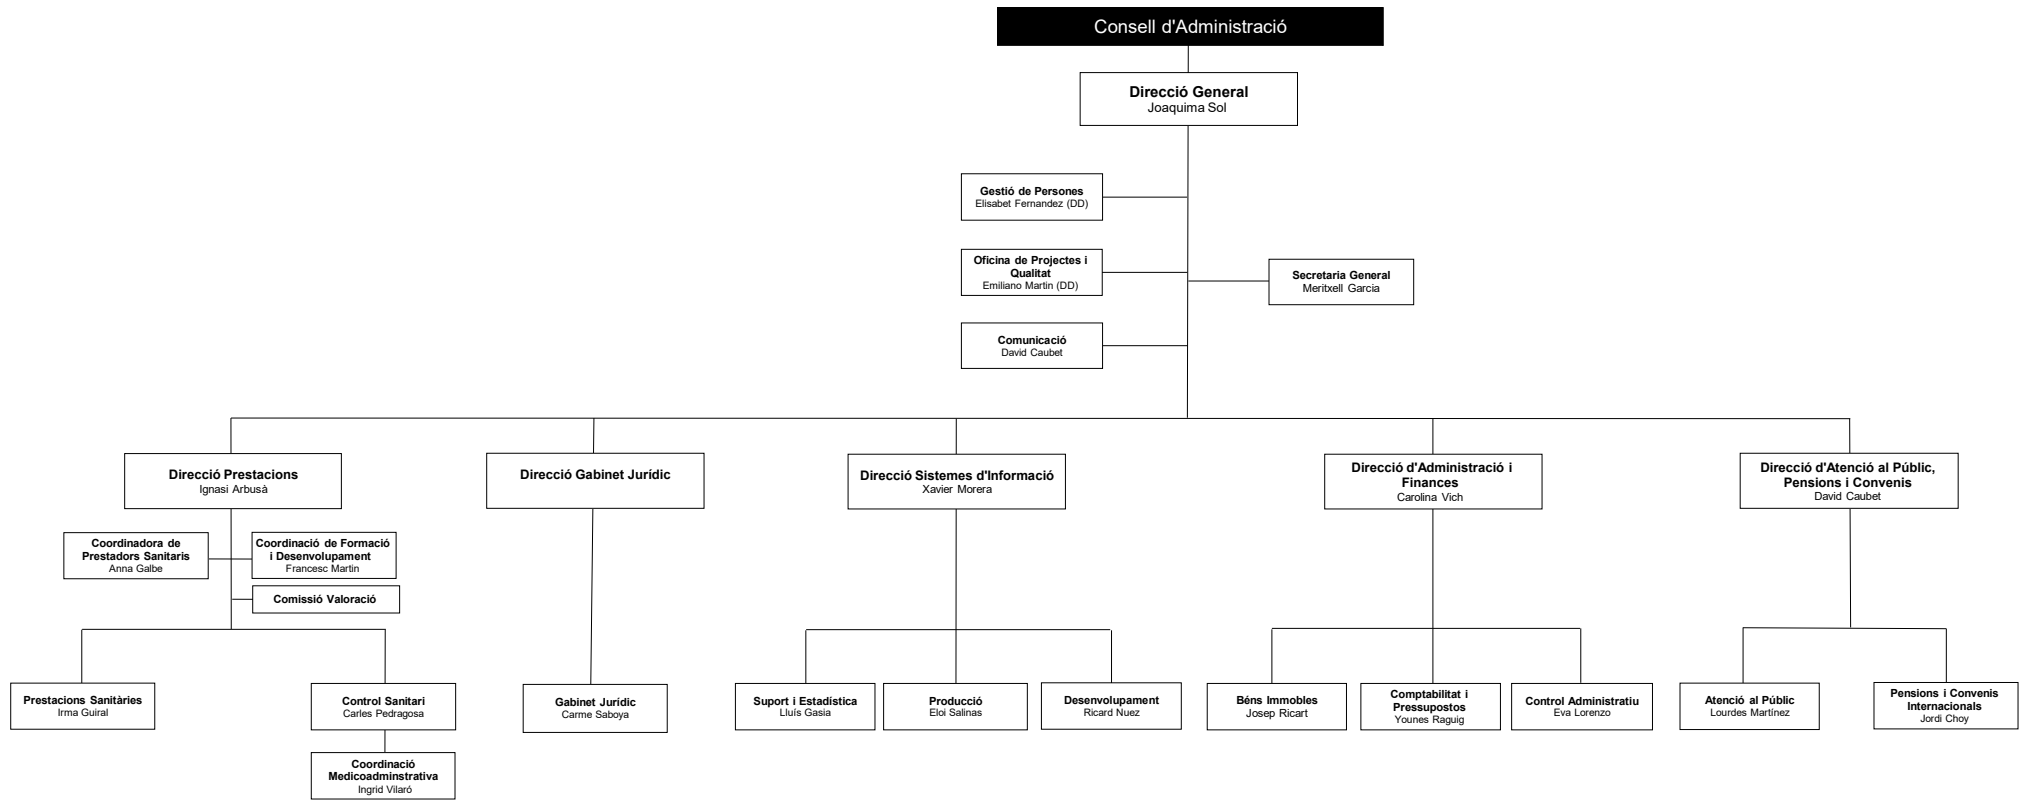 Consell d'Administració
Direcció General
Joaquima Sol
Gestió de Persones
Elisabet Fernandez (DD)
Oficina de Projectes i
Qualitat
Emiliano Martin (DD)
Secretaria General
Meritxell Garcia
Comunicació
David Caubet
Direcció Prestacions
Ignasi Arbusà
Direcció Gabinet Jurídic
Direcció Sistemes d'Informació
Xavier Morera
Direcció d'Administració i
Finances
Carolina Vich
Direcció d'Atenció al Públic,
Pensions i Convenis
David Caubet
Coordinadora de
Prestadors Sanitaris
Anna Galbe
Coordinació de Formació
i Desenvolupament
Francesc Martin
Comissió Valoració
Prestacions Sanitàries
Irma Guiral
Control Sanitari
Carles Pedragosa
Gabinet Jurídic
Carme Saboya
Suport i Estadística
Lluís Gasia
Producció
Eloi Salinas
Desenvolupament
Ricard Nuez
Béns Immobles
Josep Ricart
Comptabilitat i
Pressupostos
Younes Raguig
Control Administratiu
Eva Lorenzo
Atenció al Públic
Lourdes Martínez
Pensions i Convenis
Internacionals
Jordi Choy
Coordinació
Medicoadminstrativa
Ingrid Vilaró